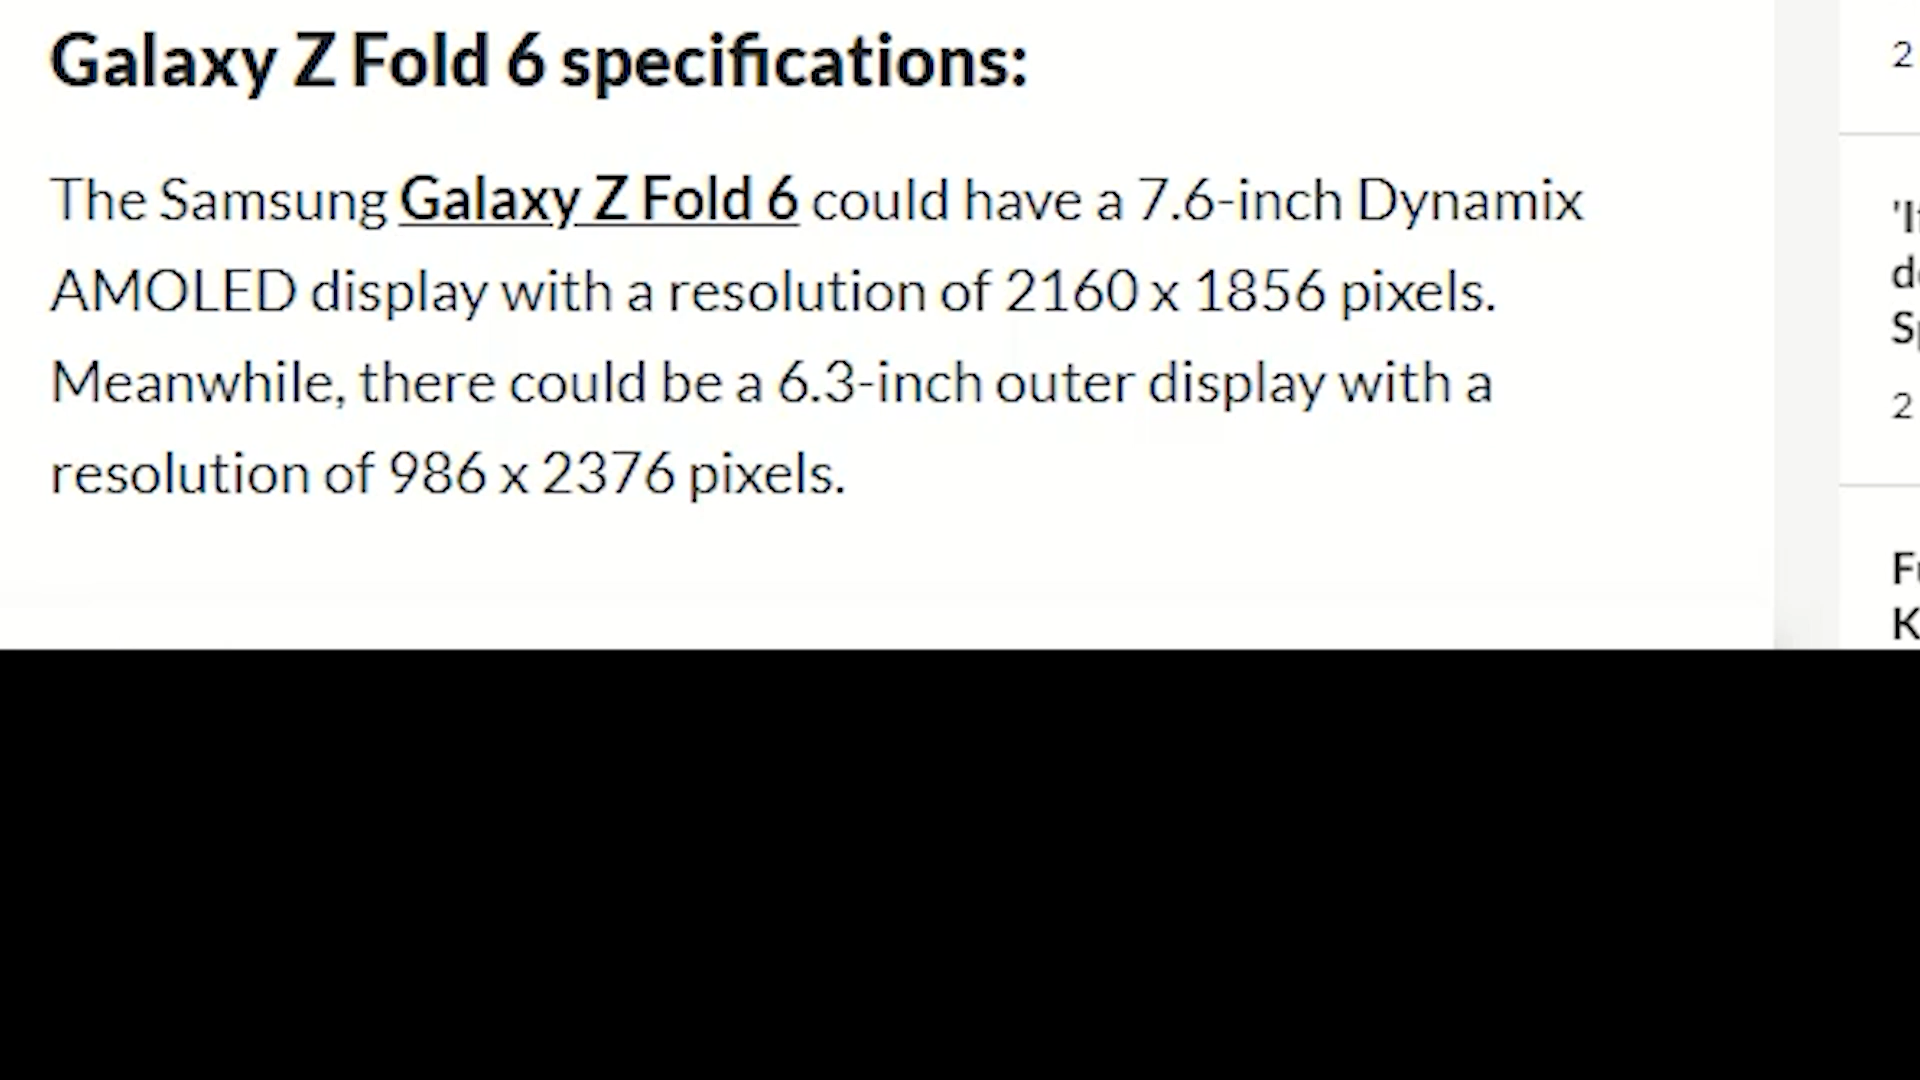 Galaxy Z Fold 6 specifications:
The Samsung Galaxy Z Fold 6 could have a 7.6-inch Dynamix
AMOLED display with a resolution of 2160 x 1856 pixels.
Meanwhile, there could be a 6.3-inch outer display with a
resolution of 986 x 2376 pixels.
2
2